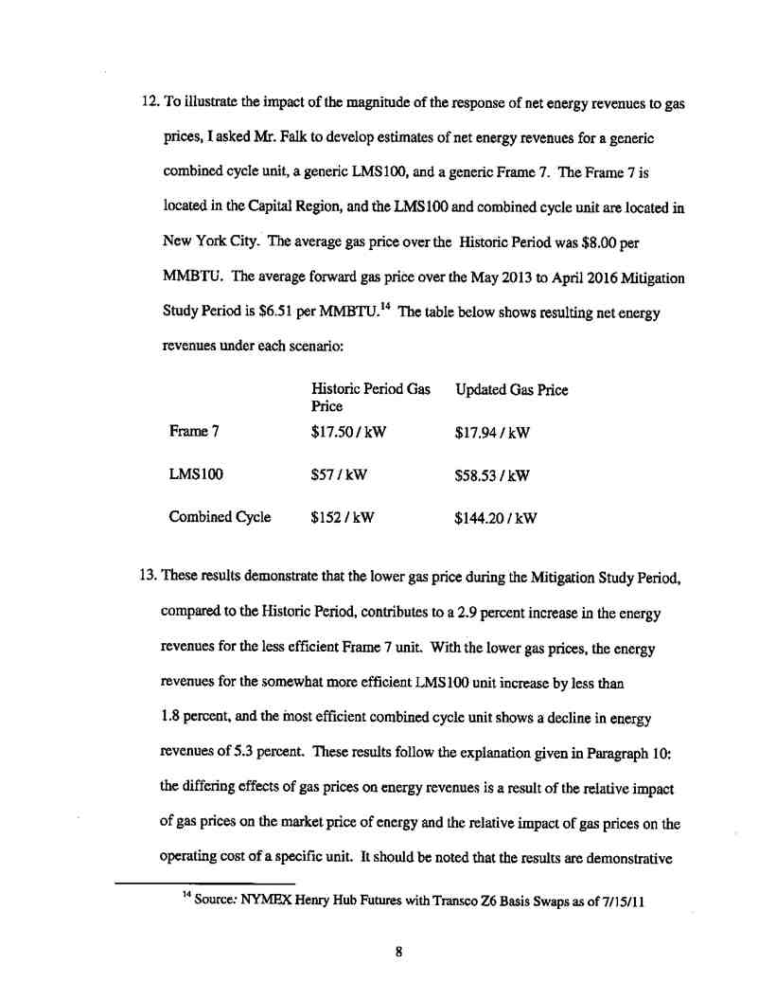 12. To illustrate the impact of the magnitude of the response of net energy revenues to gas
prices, I asked Mr. Falk to develop estimates of net energy revenues for a generic
combined cycle unit, a generic LMS100, and a generic Frame 7. The Frame 7 is
located in the Capital Region, and the LMS100 and combined cycle unit are located in
New York City. The average gas price over the Historic Period was $8.00 per
MMBTU. The average forward gas price over the May 2013 to April 2016 Mitigation
Study Period is $6.51 per MMBTU.14 The table below shows resulting net energy
revenues under each scenario:
Historic Period Gas Updated Gas Price
Price
Frame 7 $17.50 / kW $17.94 / kW
LMS100 $57 / kW $58.53 / kW
Combined Cycle $152 / kW $144.20 / kW
13. These results demonstrate that the lower gas price during the Mitigation Study Period,
compared to the Historic Period, contributes to a 2.9 percent increase in the energy
revenues for the less efficient Frame 7 unit. With the lower gas prices, the energy
revenues for the somewhat more efficient LMS100 unit increase by less than
1.8 percent, and the most efficient combined cycle unit shows a decline in energy
revenues of 5.3 percent. These results follow the explanation given in Paragraph 10:
the differing effects of gas prices on energy revenues is a result of the relative impact
of gas prices on the market price of energy and the relative impact of gas prices on the
operating cost of a specific unit. It should be noted that the results are demonstrative
14 Source: NYMEX Henry Hub Futures with Transco Z6 Basis Swaps as of 7/15/11
8